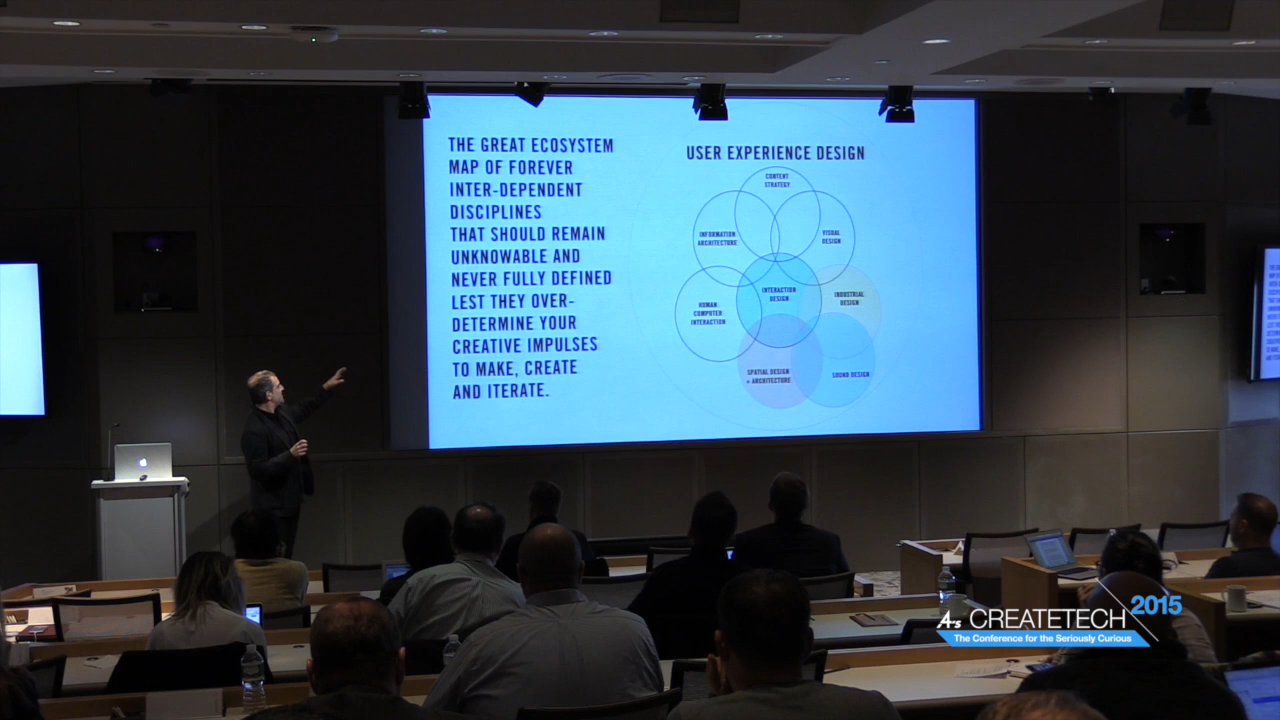 THE GREAT ECOSYSTEM
MAP OF FOREVER
INTER-DEPENDENT
DISCIPLINES
THAT SHOULD REMAIN
UNKNOWABLE AND
NEVER FULLY DEFINED
LEST THEY OVER-
DETERMINE YOUR
CREATIVE IMPULSES
TO MAKE, CREATE
AND ITERATE.
USER EXPERIENCE DESIGN
CONTENT
STRATEGY
INFORMATION
ARCHITECTURE
VISUAL
DESIGN
HUMAN
COMPUTER
INTERACTION
INTERACTION
DESIGN
INDUSTRIAL
DESIGN
SPATIAL DESIGN
+ ARCHITECTURE
SOUND DESIGN
4A's CREATETECH 2015
The Conference for the Seriously Curious